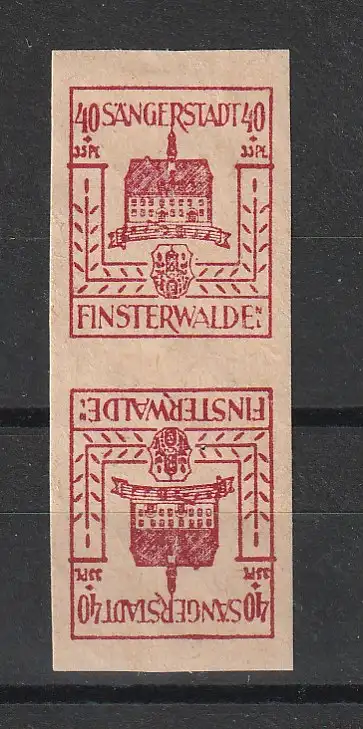 40 SÄNGERSTADT 40
+ +
35 Pf. 35 Pf.
FINSTERWALDE N.L.
FINSTERWALDE N.L.
35 Pf. 35 Pf.
+ +
40 SÄNGERSTADT 40